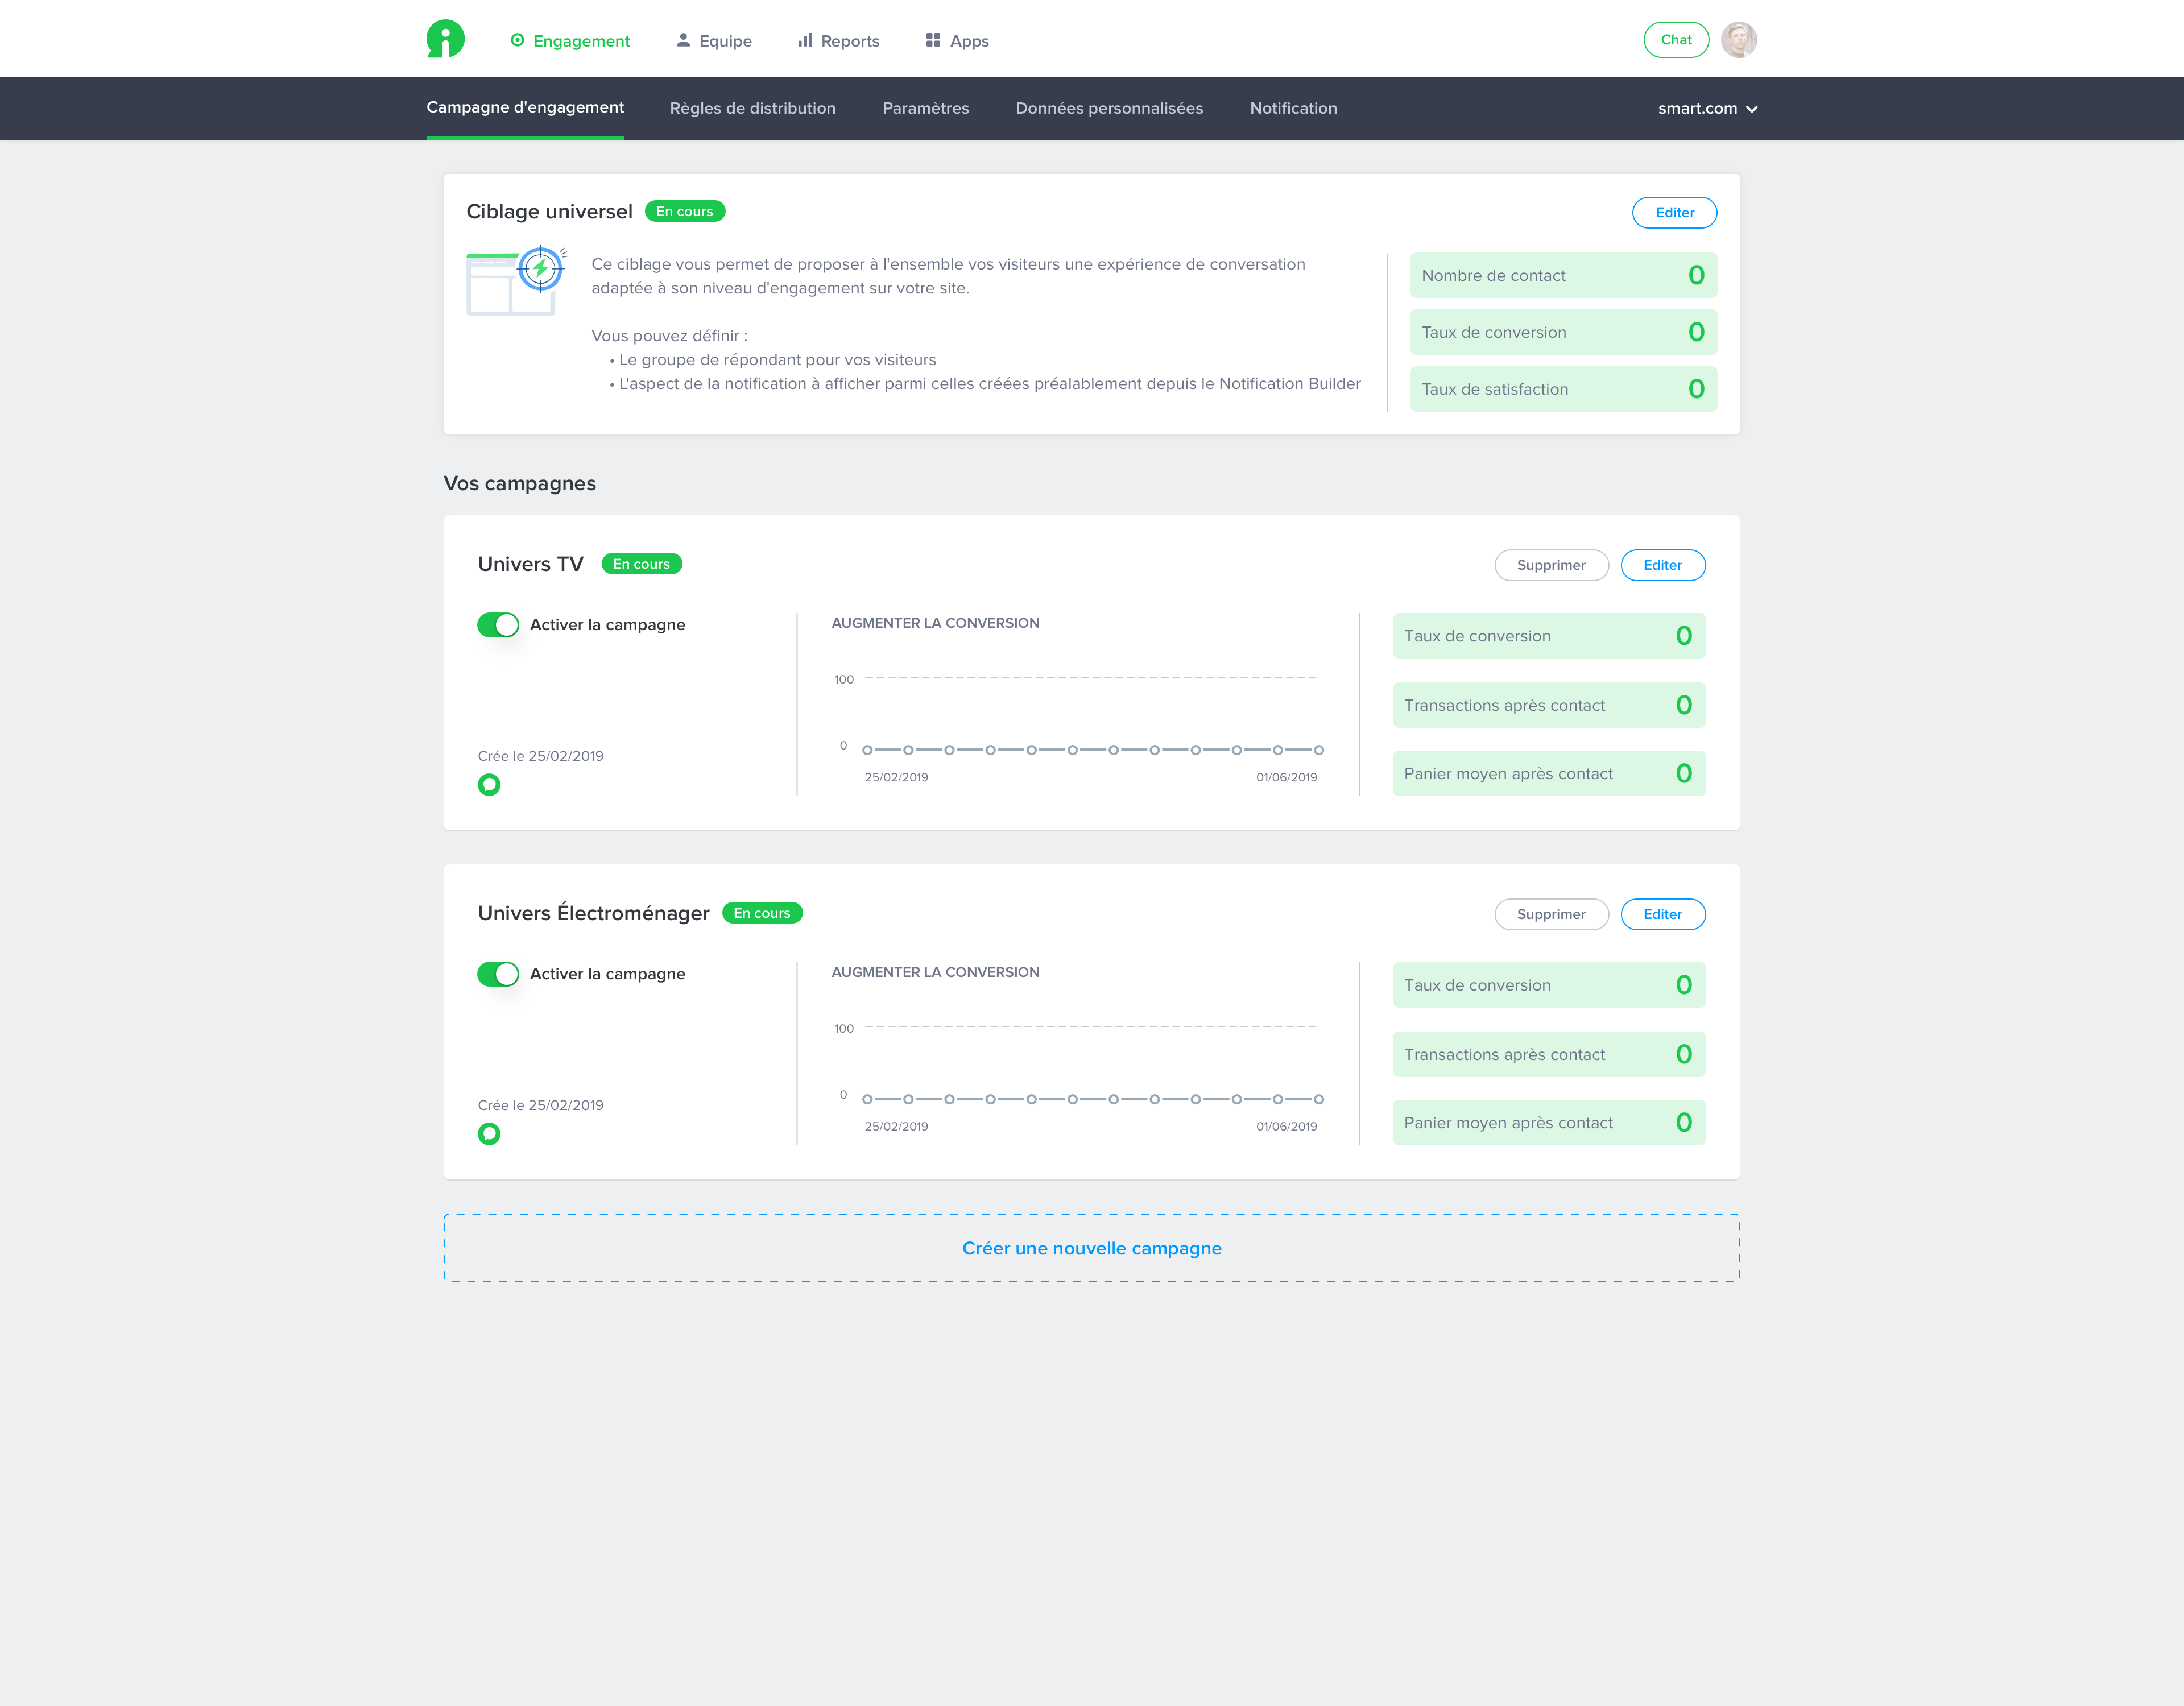 Engagement
Equipe
Reports
Apps
Chat
Campagne d'engagement
Règles de distribution
Paramètres
Données personnalisées
Notification
smart.com
Ciblage universel
En cours
Editer
Ce ciblage vous permet de proposer à l'ensemble vos visiteurs une expérience de conversation
adaptée à son niveau d'engagement sur votre site.
Vous pouvez définir :
• Le groupe de répondant pour vos visiteurs
• L'aspect de la notification à afficher parmi celles créées préalablement depuis le Notification Builder
Nombre de contact 0
Taux de conversion 0
Taux de satisfaction 0
Vos campagnes
Univers TV
En cours
Supprimer
Editer
Activer la campagne
Crée le 25/02/2019
AUGMENTER LA CONVERSION
100
0
25/02/2019
01/06/2019
Taux de conversion 0
Transactions après contact 0
Panier moyen après contact 0
Univers Électroménager
En cours
Supprimer
Editer
Activer la campagne
Crée le 25/02/2019
AUGMENTER LA CONVERSION
100
0
25/02/2019
01/06/2019
Taux de conversion 0
Transactions après contact 0
Panier moyen après contact 0
Créer une nouvelle campagne